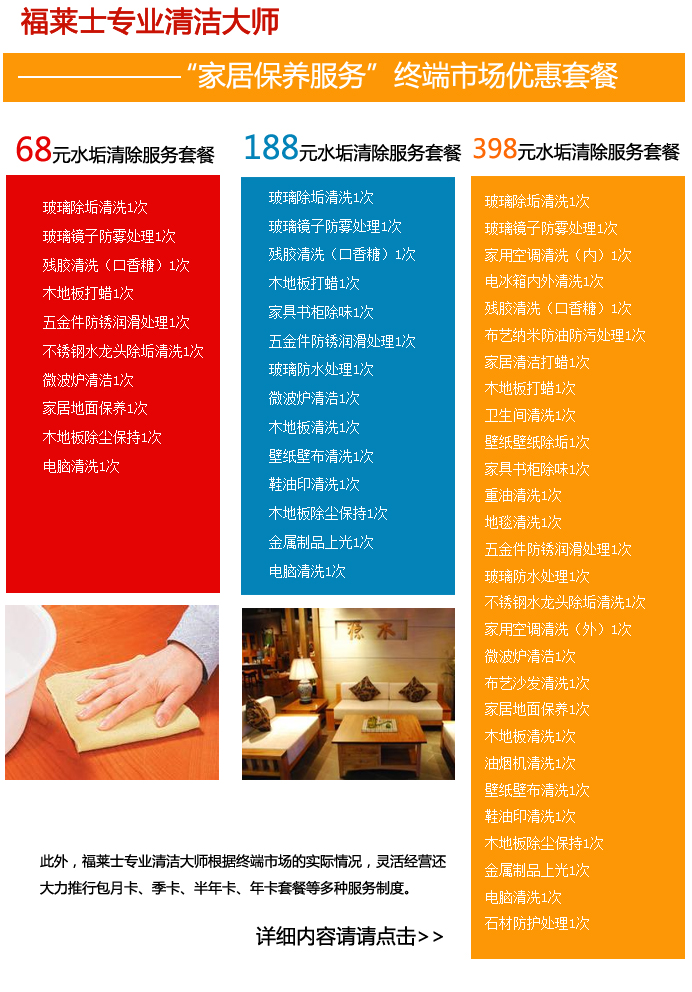 福莱士专业清洁大师
“家居保养服务”终端市场优惠套餐
68元水垢清除服务套餐
玻璃除垢清洗1次
玻璃镜子防雾处理1次
残胶清洗（口香糖）1次
木地板打蜡1次
五金件防锈润滑处理1次
不锈钢水龙头除垢清洗1次
微波炉清洁1次
家居地面保养1次
木地板除尘保持1次
电脑清洗1次
188元水垢清除服务套餐
玻璃除垢清洗1次
玻璃镜子防雾处理1次
残胶清洗（口香糖）1次
木地板打蜡1次
家具书柜除味1次
五金件防锈润滑处理1次
玻璃防水处理1次
微波炉清洁1次
木地板清洗1次
壁纸壁布清洗1次
鞋油印清洗1次
木地板除尘保持1次
金属制品上光1次
电脑清洗1次
398元水垢清除服务套餐
玻璃除垢清洗1次
玻璃镜子防雾处理1次
家用空调清洗（内）1次
电冰箱内外清洗1次
残胶清洗（口香糖）1次
布艺纳米防油防污处理1次
家居清洁打蜡1次
木地板打蜡1次
卫生间清洗1次
壁纸壁纸除垢1次
家具书柜除味1次
重油清洗1次
地毯清洗1次
五金件防锈润滑处理1次
玻璃防水处理1次
不锈钢水龙头除垢清洗1次
家用空调清洗（外）1次
微波炉清洁1次
布艺沙发清洗1次
家居地面保养1次
木地板清洗1次
油烟机清洗1次
壁纸壁布清洗1次
鞋油印清洗1次
木地板除尘保持1次
金属制品上光1次
电脑清洗1次
石材防护处理1次
源木
此外，福莱士专业清洁大师根据终端市场的实际情况，灵活经营还
大力推行包月卡、季卡、半年卡、年卡套餐等多种服务制度。
详细内容请请点击>>